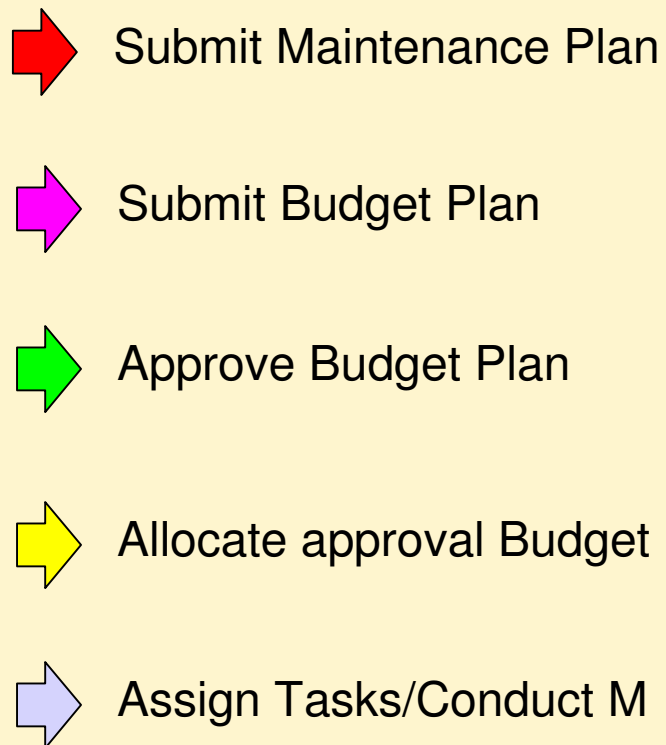 Submit Maintenance Plan
Submit Budget Plan
Approve Budget Plan
Allocate approval Budget
Assign Tasks/Conduct M